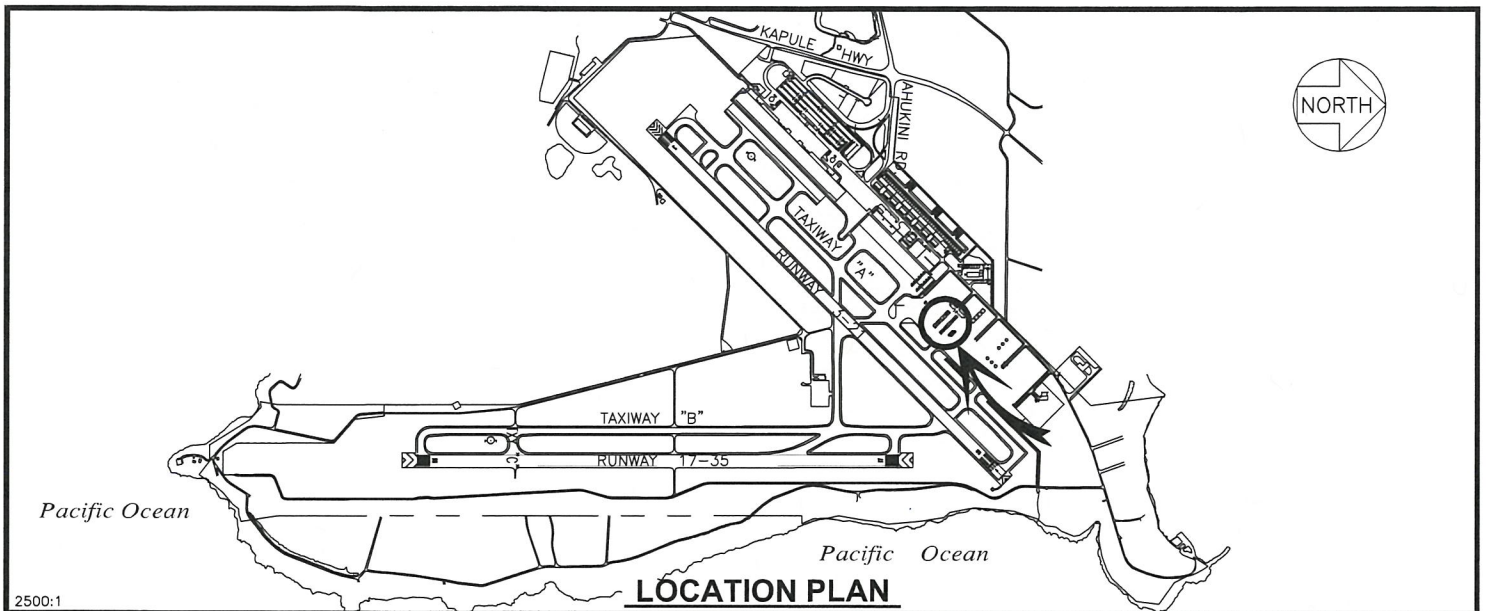 KAPULE HWY
NORTH
AHUKINI RD
TAXIWAY "A"
RUNWAY
TAXIWAY "B"
RUNWAY 17-35
Pacific Ocean
Pacific Ocean
LOCATION PLAN
2500:1